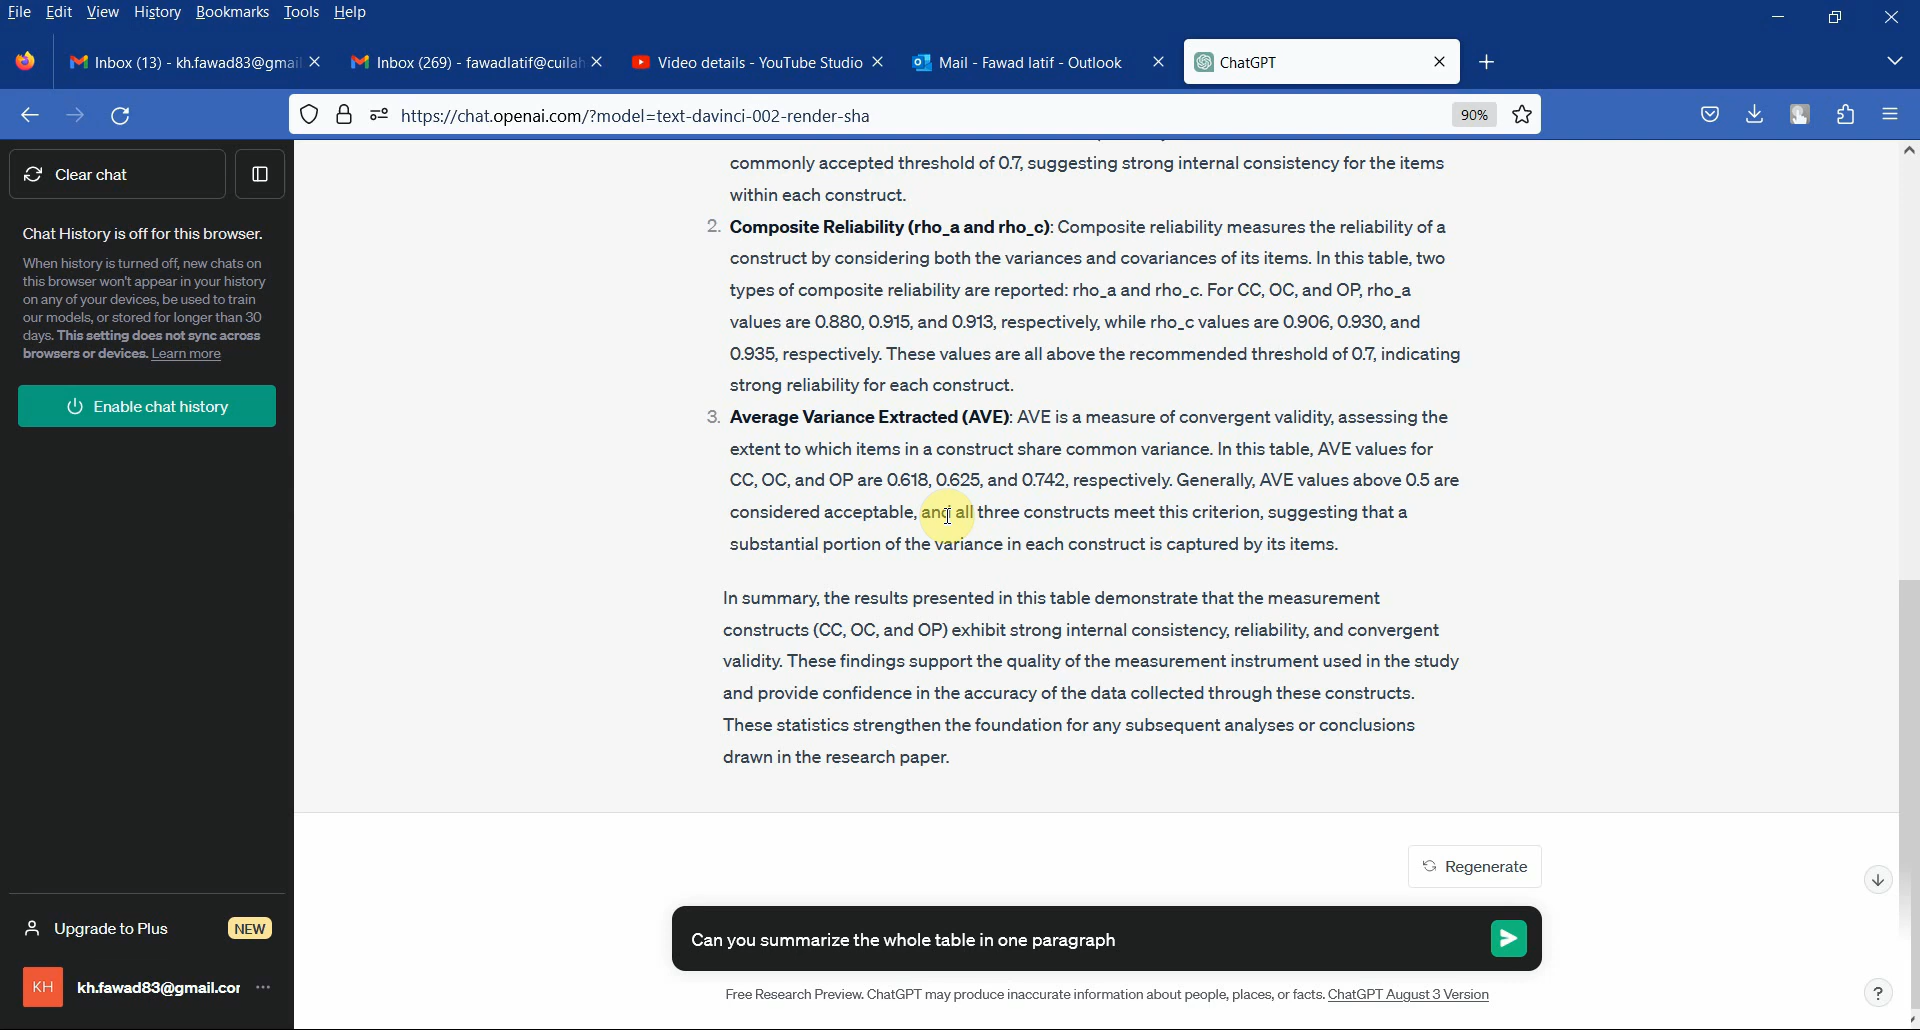 File Edit View History Bookmarks Tools Help
Inbox (13) - kh.fawad83@gmai
Inbox (269) - fawadlatif@cuilah
Video details - YouTube Studio
Mail - Fawad latif - Outlook
ChatGPT
https://chat.openai.com/?model=text-davinci-002-render-sha
90%
Clear chat
Chat History is off for this browser.
When history is turned off, new chats on
this browser won't appear in your history
on any of your devices, be used to train
our models, or stored for longer than 30
days. This setting does not sync across
browsers or devices. Learn more
Enable chat history
Upgrade to Plus NEW
KH kh.fawad83@gmail.cor ...
commonly accepted threshold of 0.7, suggesting strong internal consistency for the items
within each construct.
2. Composite Reliability (rho_a and rho_c): Composite reliability measures the reliability of a
construct by considering both the variances and covariances of its items. In this table, two
types of composite reliability are reported: rho_a and rho_c. For CC, OC, and OP, rho_a
values are 0.880, 0.915, and 0.913, respectively, while rho_c values are 0.906, 0.930, and
0.935, respectively. These values are all above the recommended threshold of 0.7, indicating
strong reliability for each construct.
3. Average Variance Extracted (AVE): AVE is a measure of convergent validity, assessing the
extent to which items in a construct share common variance. In this table, AVE values for
CC, OC, and OP are 0.618, 0.625, and 0.742, respectively. Generally, AVE values above 0.5 are
considered acceptable, and all three constructs meet this criterion, suggesting that a
substantial portion of the variance in each construct is captured by its items.
In summary, the results presented in this table demonstrate that the measurement
constructs (CC, OC, and OP) exhibit strong internal consistency, reliability, and convergent
validity. These findings support the quality of the measurement instrument used in the study
and provide confidence in the accuracy of the data collected through these constructs.
These statistics strengthen the foundation for any subsequent analyses or conclusions
drawn in the research paper.
Regenerate
Can you summarize the whole table in one paragraph
Free Research Preview. ChatGPT may produce inaccurate information about people, places, or facts. ChatGPT August 3 Version
?